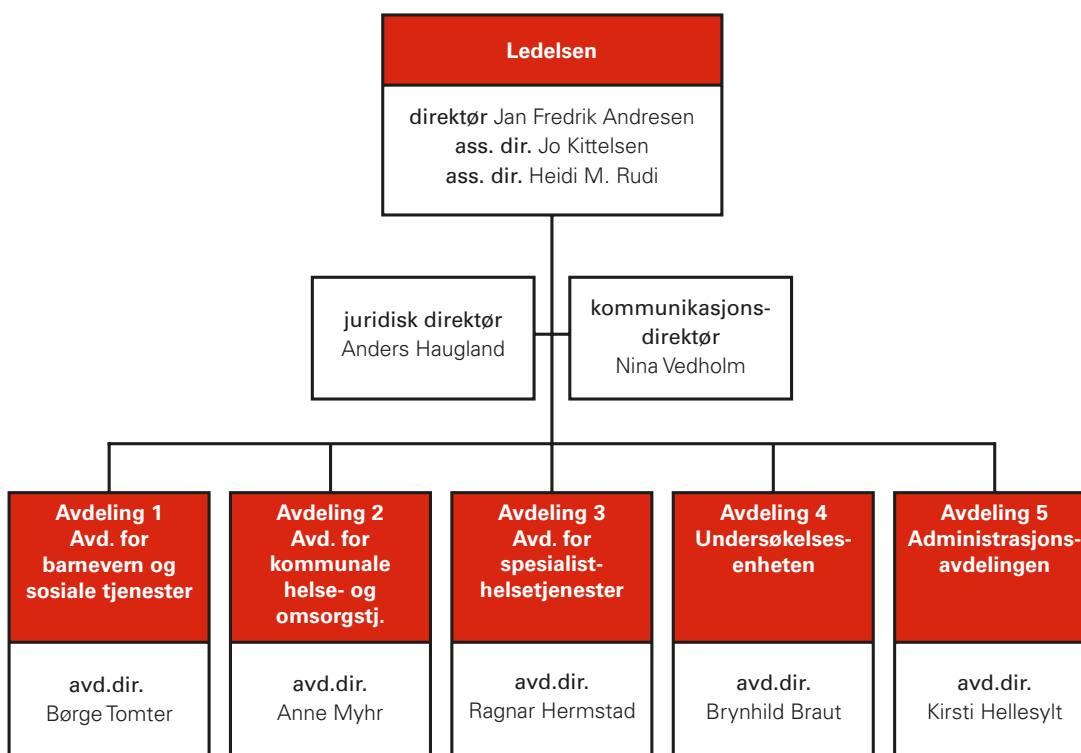 Ledelsen
direktør Jan Fredrik Andresen
ass. dir. Jo Kittelsen
ass. dir. Heidi M. Rudi
juridisk direktør
Anders Haugland
kommunikasjons-
direktør
Nina Vedholm
Avdeling 1
Avd. for
barnevern og
sosiale tjenester
avd.dir.
Børge Tomter
Avdeling 2
Avd. for
kommunale
helse- og
omsorgstj.
avd.dir.
Anne Myhr
Avdeling 3
Avd. for
spesialist-
helsetjenester
avd.dir.
Ragnar Hermstad
Avdeling 4
Undersøkelses-
enheten
avd.dir.
Brynhild Braut
Avdeling 5
Administrasjons-
avdelingen
avd.dir.
Kirsti Hellesylt